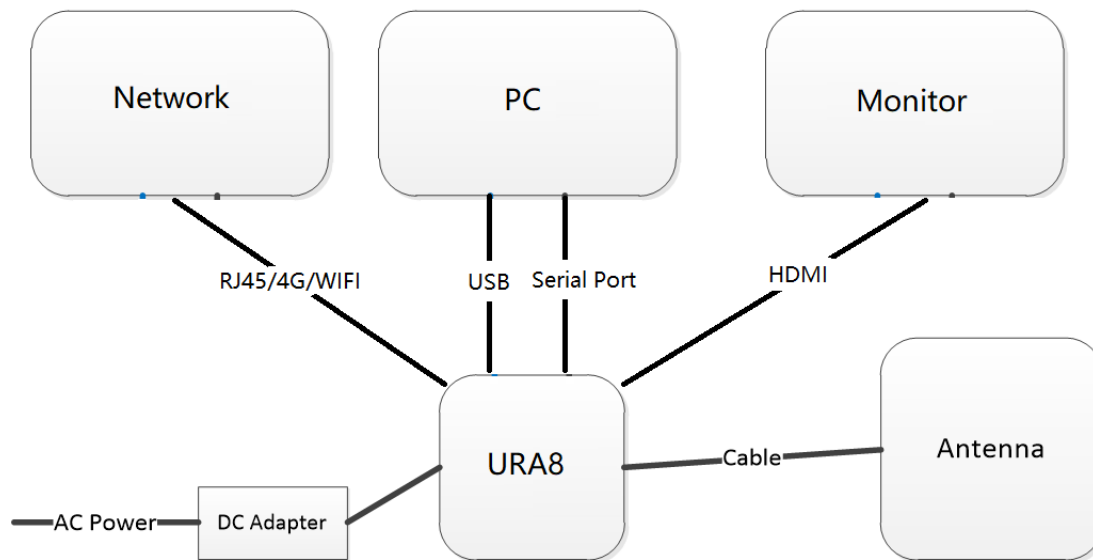 Network
PC
Monitor
RJ45/4G/WIFI
USB
Serial Port
HDMI
URA8
Cable
Antenna
AC Power
DC Adapter